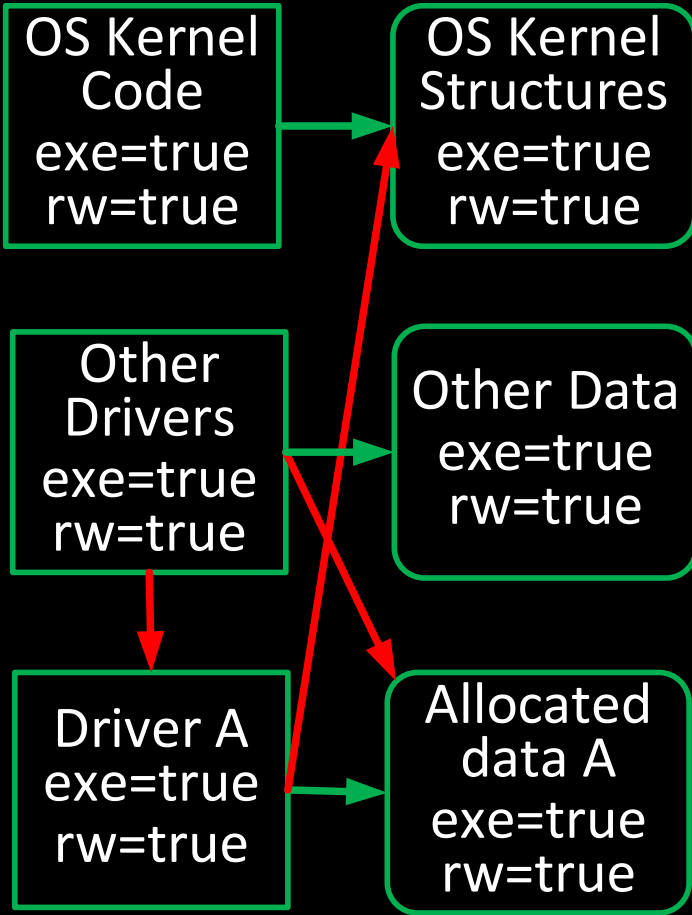 OS Kernel
Code
exe=true
rw=true
OS Kernel
Structures
exe=true
rw=true
Other
Drivers
exe=true
rw=true
Other Data
exe=true
rw=true
Driver A
exe=true
rw=true
Allocated
data A
exe=true
rw=true